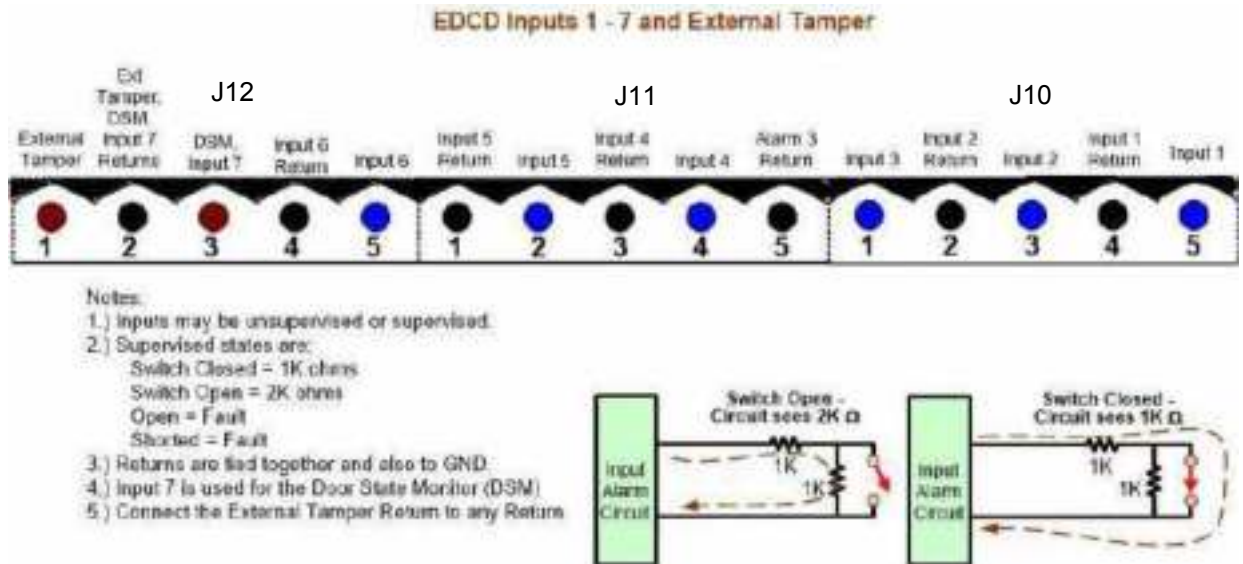 EDCD Inputs 1 - 7 and External Tamper
J12
J11
J10
External
Tamper
Ext
Tamper,
DSM
Input 7
Returns
DSM,
Input 7
Input 6
Return
Input 6
Input 5
Return
Input 5
Input 4
Return
Input 4
Alarm 3
Return
Input 3
Input 2
Return
Input 2
Input 1
Return
Input 1
1 2 3 4 5 1 2 3 4 5 1 2 3 4 5
Notes:
1.) Inputs may be unsupervised or supervised.
2.) Supervised states are:
Switch Closed = 1K ohms
Switch Open = 2K ohms
Open = Fault
Shorted = Fault
3.) Returns are tied together and also to GND.
4.) Input 7 is used for the Door State Monitor (DSM)
5.) Connect the External Tamper Return to any Return
Input
Alarm
Circuit
Switch Open -
Circuit sees 2K Ω
1K
1K
Input
Alarm
Circuit
Switch Closed -
Circuit sees 1K Ω
1K
1K